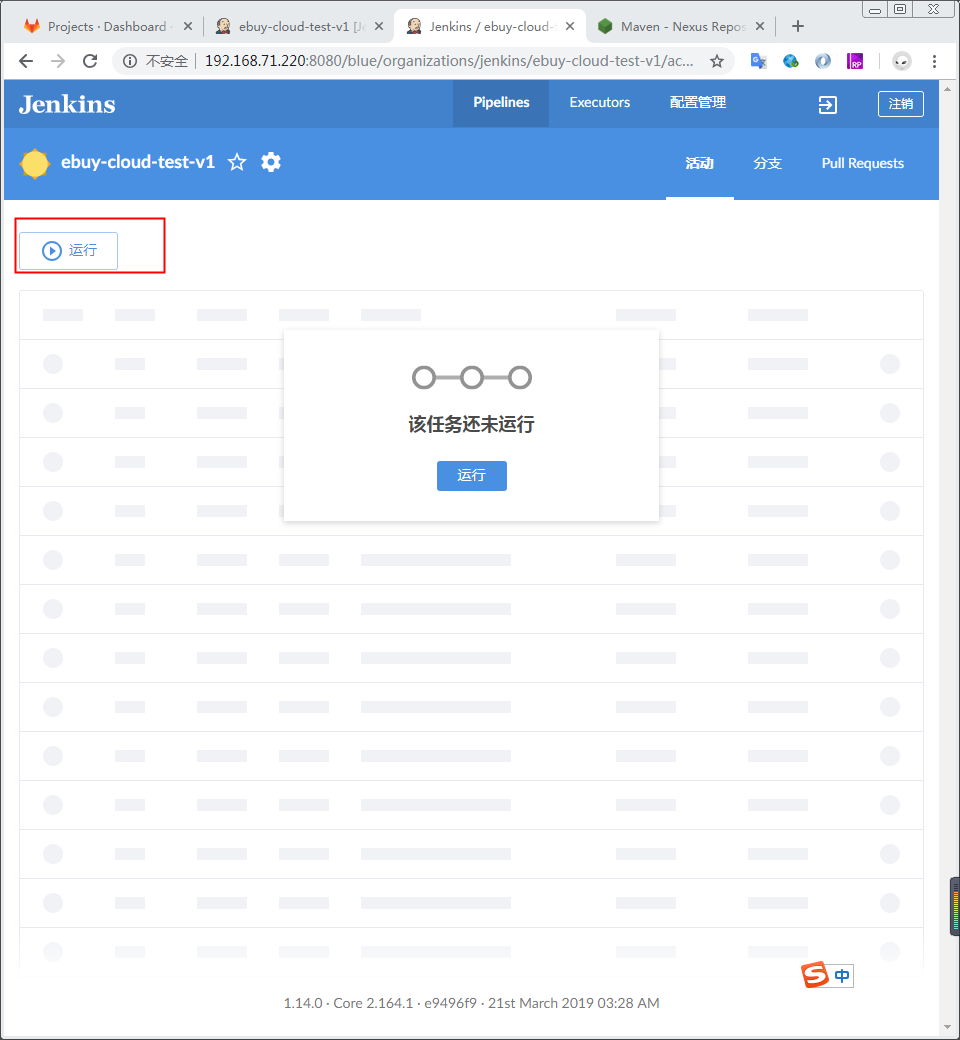 Projects · Dashboard ·
ebuy-cloud-test-v1 [Je
Jenkins / ebuy-cloud-
Maven - Nexus Repos
不安全
192.168.71.220:8080/blue/organizations/jenkins/ebuy-cloud-test-v1/ac...
RP
Jenkins
Pipelines
Executors
配置管理
注销
ebuy-cloud-test-v1
活动
分支
Pull Requests
运行
该任务还未运行
运行
S 中
1.14.0 · Core 2.164.1 · e9496f9 · 21st March 2019 03:28 AM